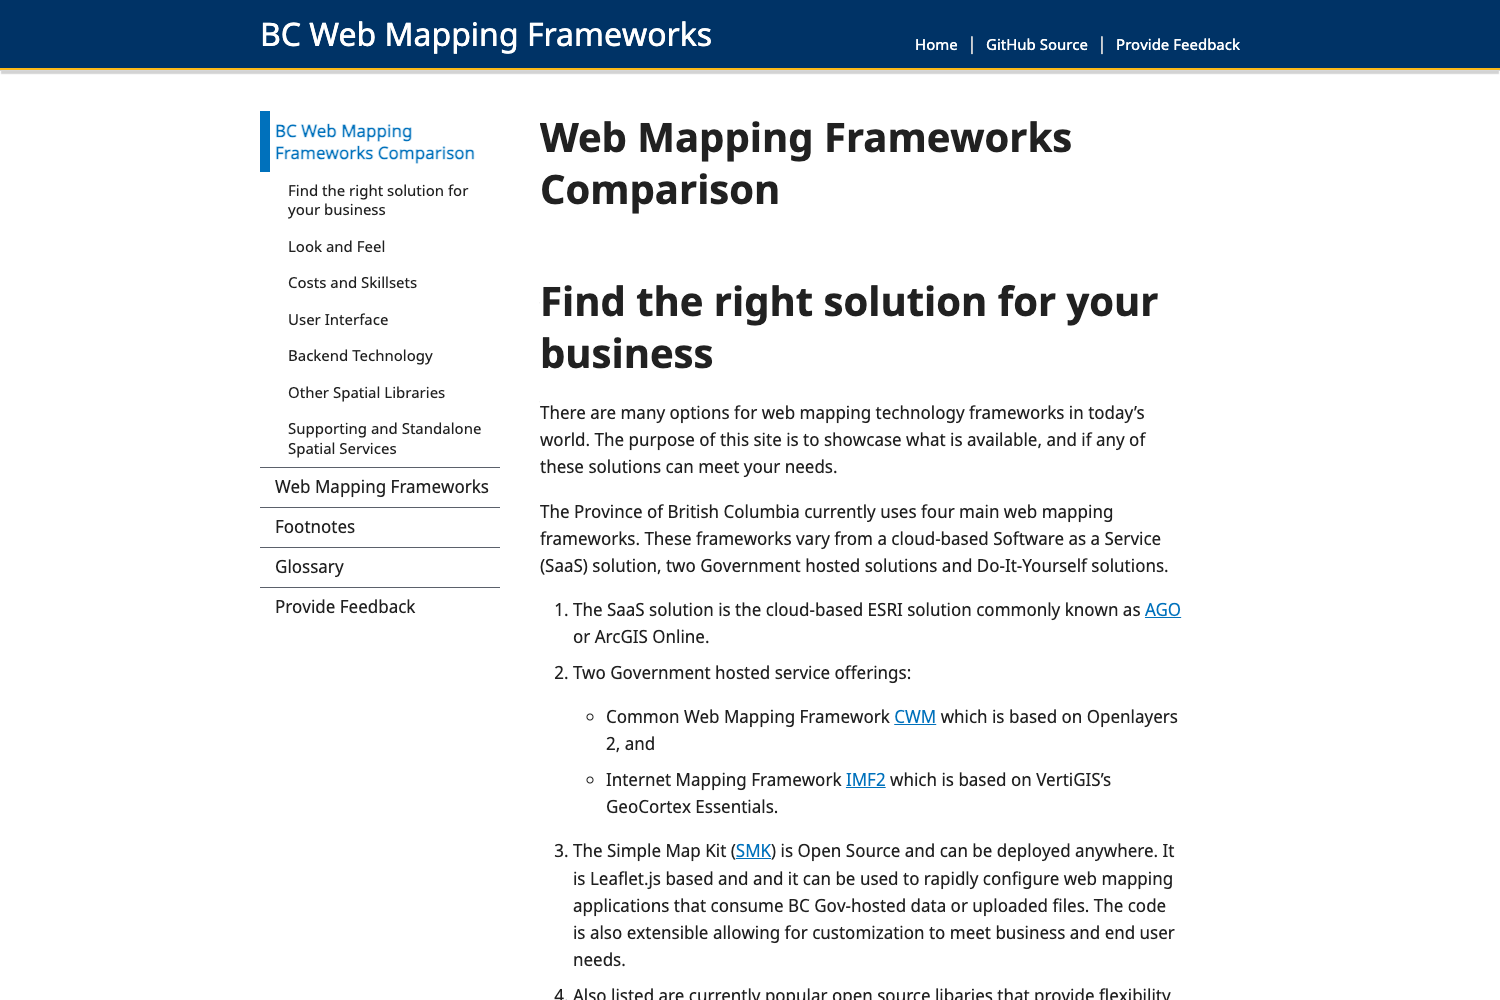 BC Web Mapping Frameworks
Home
GitHub Source
Provide Feedback
BC Web Mapping
Frameworks Comparison
Find the right solution for
your business
Look and Feel
Costs and Skillsets
User Interface
Backend Technology
Other Spatial Libraries
Supporting and Standalone
Spatial Services
Web Mapping Frameworks
Footnotes
Glossary
Provide Feedback
Web Mapping Frameworks
Comparison
Find the right solution for your
business
There are many options for web mapping technology frameworks in today’s
world. The purpose of this site is to showcase what is available, and if any of
these solutions can meet your needs.
The Province of British Columbia currently uses four main web mapping
frameworks. These frameworks vary from a cloud-based Software as a Service
(SaaS) solution, two Government hosted solutions and Do-It-Yourself solutions.
1. The SaaS solution is the cloud-based ESRI solution commonly known as AGO
or ArcGIS Online.
2. Two Government hosted service offerings:
◦ Common Web Mapping Framework CWM which is based on Openlayers
2, and
◦ Internet Mapping Framework IMF2 which is based on VertiGIS’s
GeoCortex Essentials.
3. The Simple Map Kit (SMK) is Open Source and can be deployed anywhere. It
is Leaflet.js based and and it can be used to rapidly configure web mapping
applications that consume BC Gov-hosted data or uploaded files. The code
is also extensible allowing for customization to meet business and end user
needs.
4. Also listed are currently popular open source libaries that provide flexibility